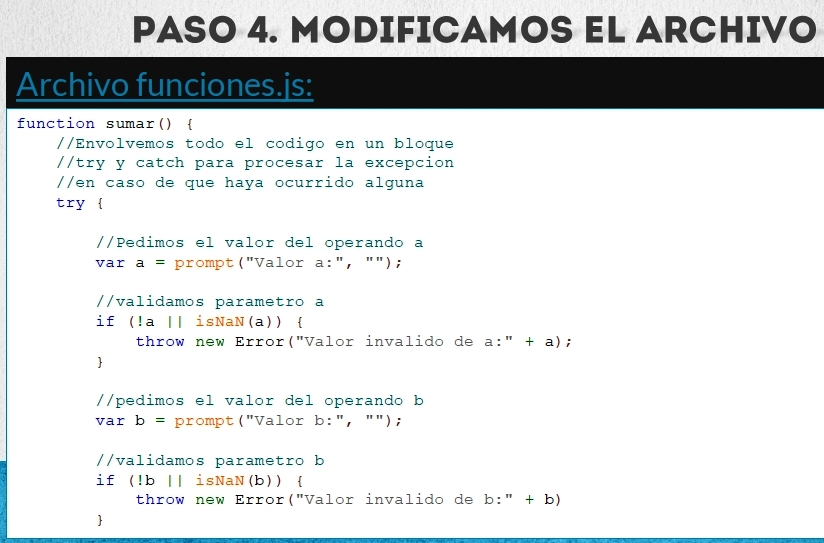 PASO 4. MODIFICAMOS EL ARCHIVO
Archivo funciones.js:
function sumar() {
    //Envolvemos todo el codigo en un bloque
    //try y catch para procesar la excepcion
    //en caso de que haya ocurrido alguna
    try {

        //Pedimos el valor del operando a
        var a = prompt("Valor a:", "");

        //validamos parametro a
        if (!a || isNaN(a)) {
            throw new Error("Valor invalido de a:" + a);
        }

        //pedimos el valor del operando b
        var b = prompt("Valor b:", "");

        //validamos parametro b
        if (!b || isNaN(b)) {
            throw new Error("Valor invalido de b:" + b)
        }